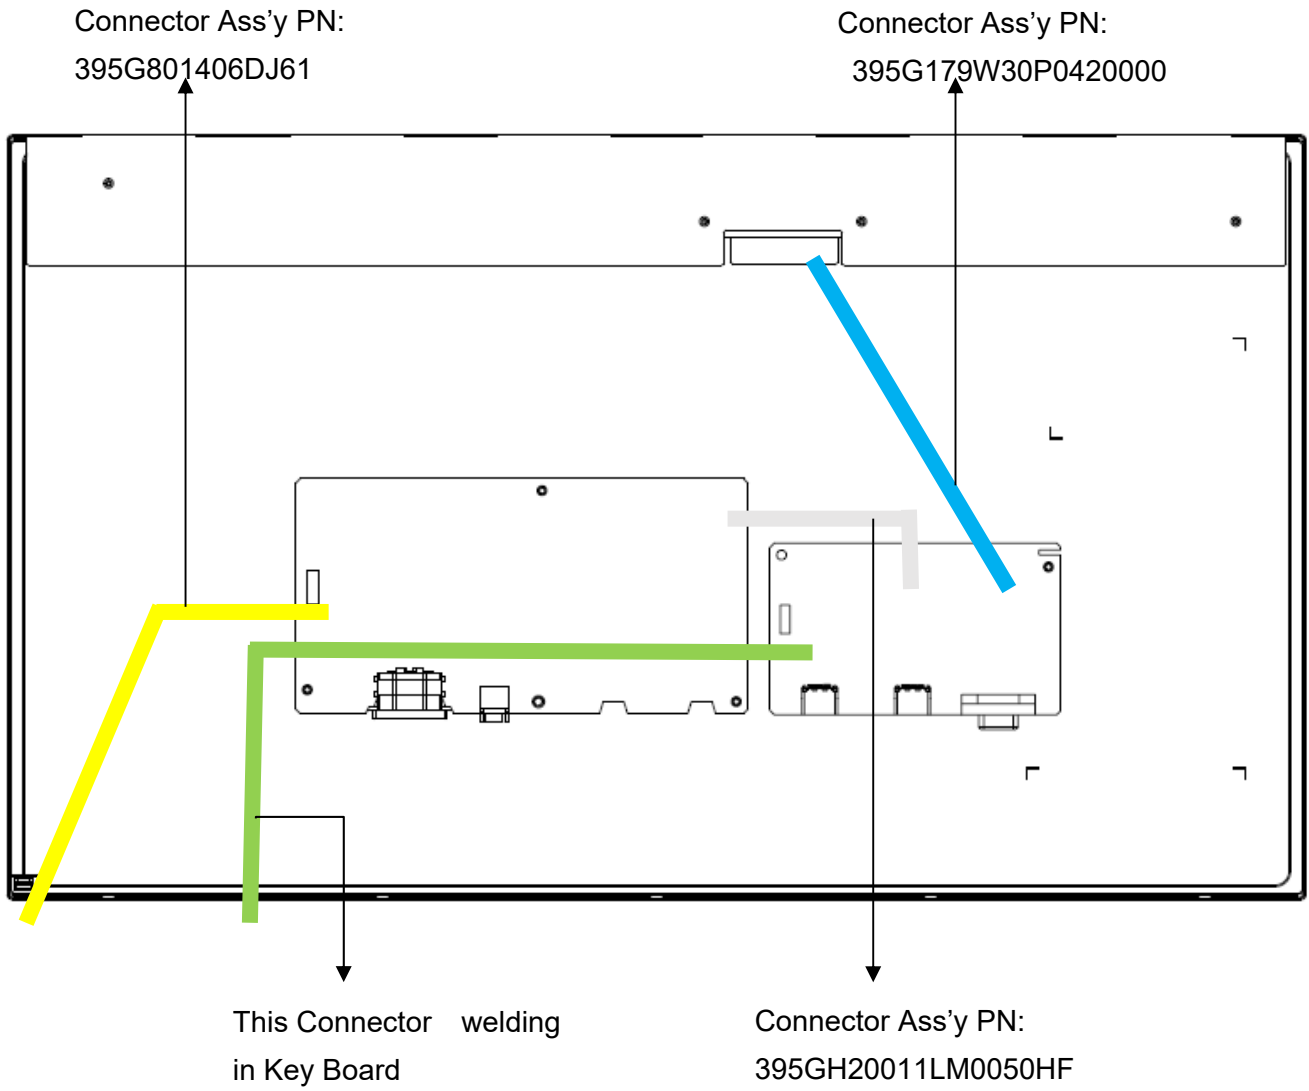 Connector Ass’y PN:
395G801406DJ61
Connector Ass’y PN:
395G179W30P0420000
This Connector welding
in Key Board
Connector Ass’y PN:
395GH20011LM0050HF